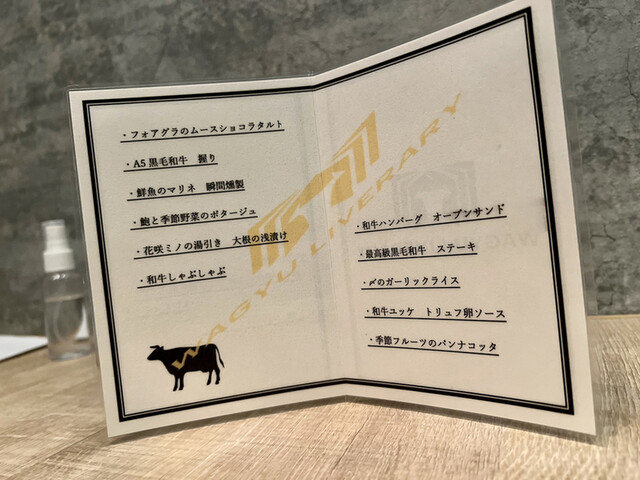 ・フォアグラのムースショコラタルト
・A5黒毛和牛　握り
・鮮魚のマリネ　瞬間燻製
・鮑と季節野菜のポタージュ
・花咲ミノの湯引き　大根の浅漬け
・和牛しゃぶしゃぶ
WAGYU LIVERARY
・和牛ハンバーグ　オープンサンド
・最高級黒毛和牛　ステーキ
・〆のガーリックライス
・和牛ユッケ　トリュフ卵ソース
・季節フルーツのパンナコッタ